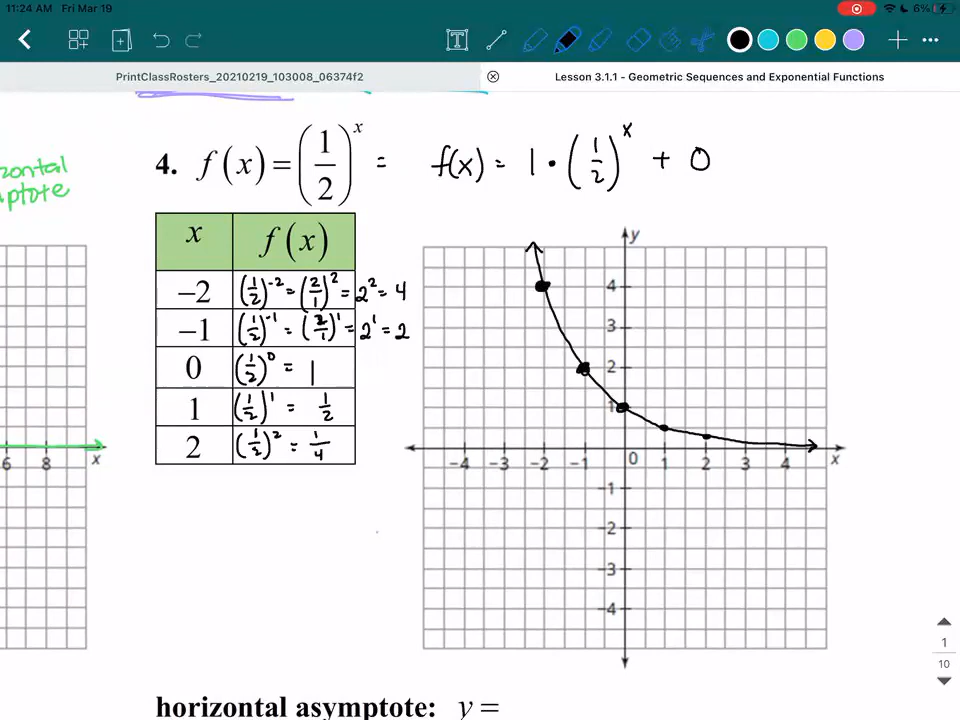 11:24 AM Fri Mar 19
6%
PrintClassRosters_20210219_103008_06374f2
Lesson 3.1.1 - Geometric Sequences and Exponential Functions
4. f(x) = (1/2)^x = f(x) = 1 · (1/2)^x + 0
x f(x)
−2 (1/2)^-2 = (2/1)^2 = 2^2 = 4
−1 (1/2)^-1 = (2/1)^1 = 2^1 = 2
0 (1/2)^0 = 1
1 (1/2)^1 = 1/2
2 (1/2)^2 = 1/4
y
4
3
2
1
−4 −3 −2 −1 0 1 2 3 4 x
−1
−2
−3
−4
6 8 x
horizontal asymptote: y =
1
10